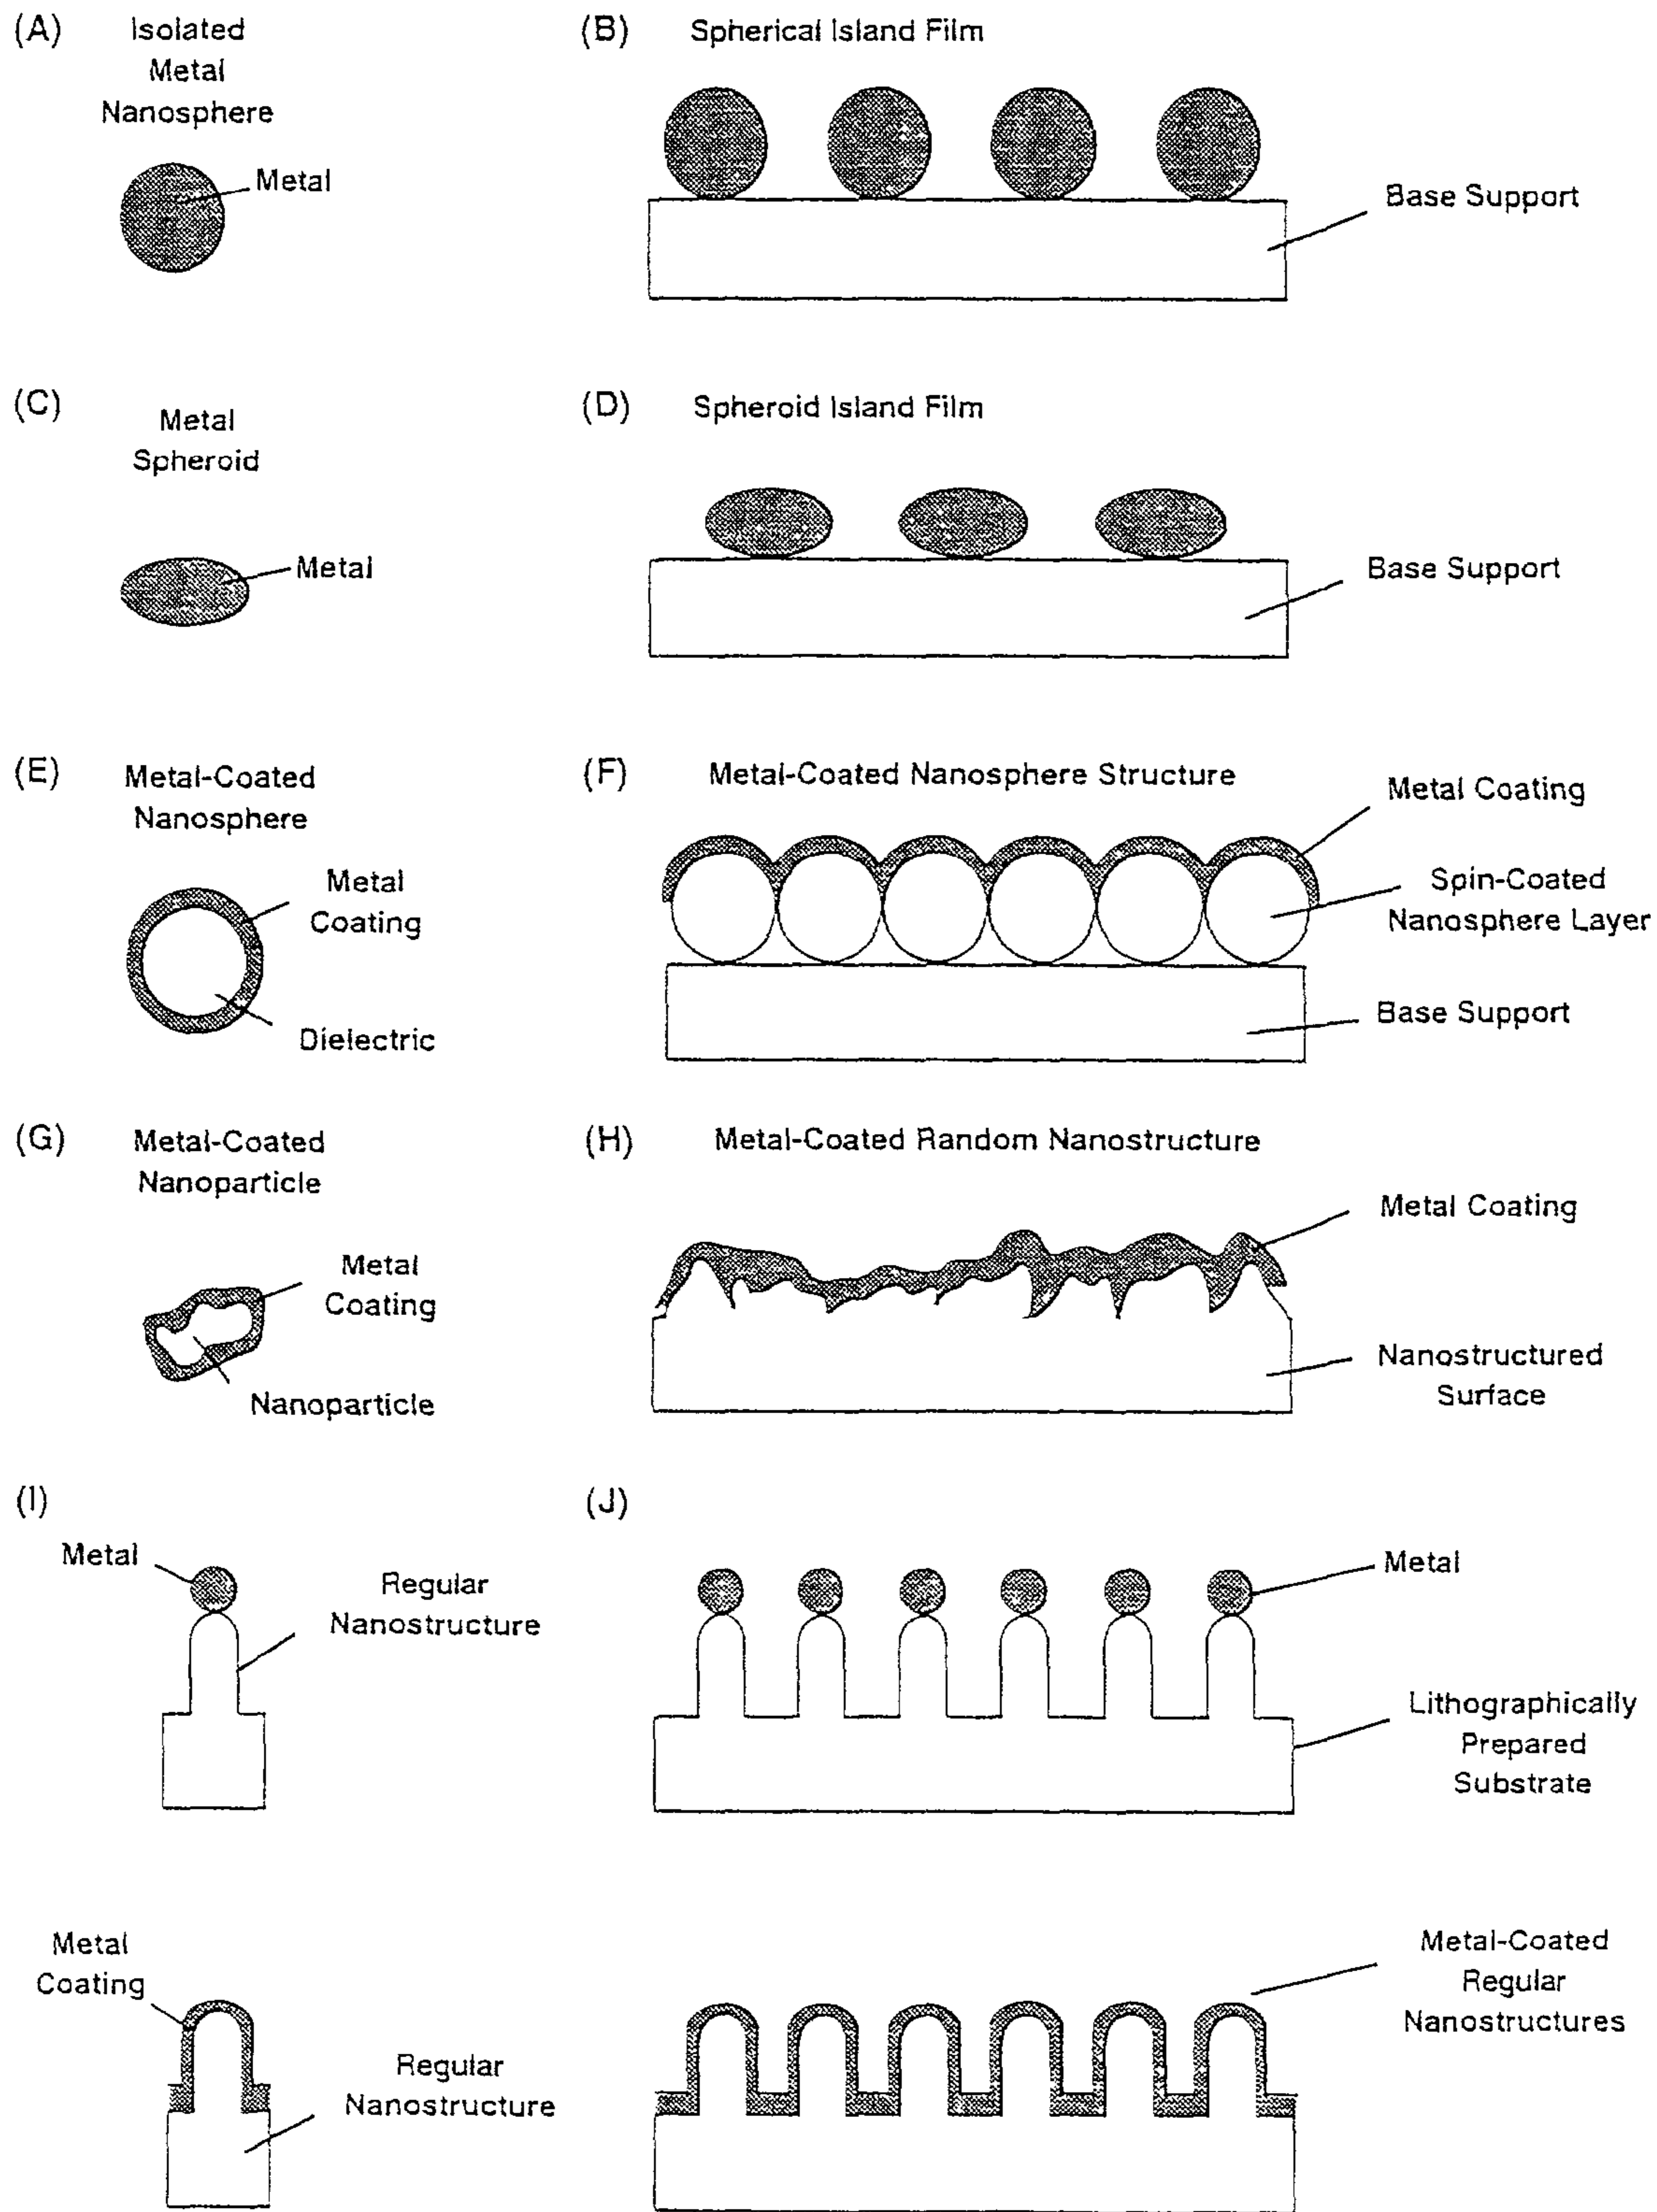 (A)
Isolated
Metal
Nanosphere
Metal
(B)
Spherical Island Film
Base Support
(C)
Metal
Spheroid
Metal
(D)
Spheroid Island Film
Base Support
(E)
Metal-Coated
Nanosphere
Metal
Coating
Dielectric
(F)
Metal-Coated Nanosphere Structure
Metal Coating
Spin-Coated
Nanosphere Layer
Base Support
(G)
Metal-Coated
Nanoparticle
Metal
Coating
Nanoparticle
(H)
Metal-Coated Random Nanostructure
Metal Coating
Nanostructured
Surface
(I)
Metal
Regular
Nanostructure
(J)
Metal
Lithographically
Prepared
Substrate
Metal
Coating
Regular
Nanostructure
Metal-Coated
Regular
Nanostructures